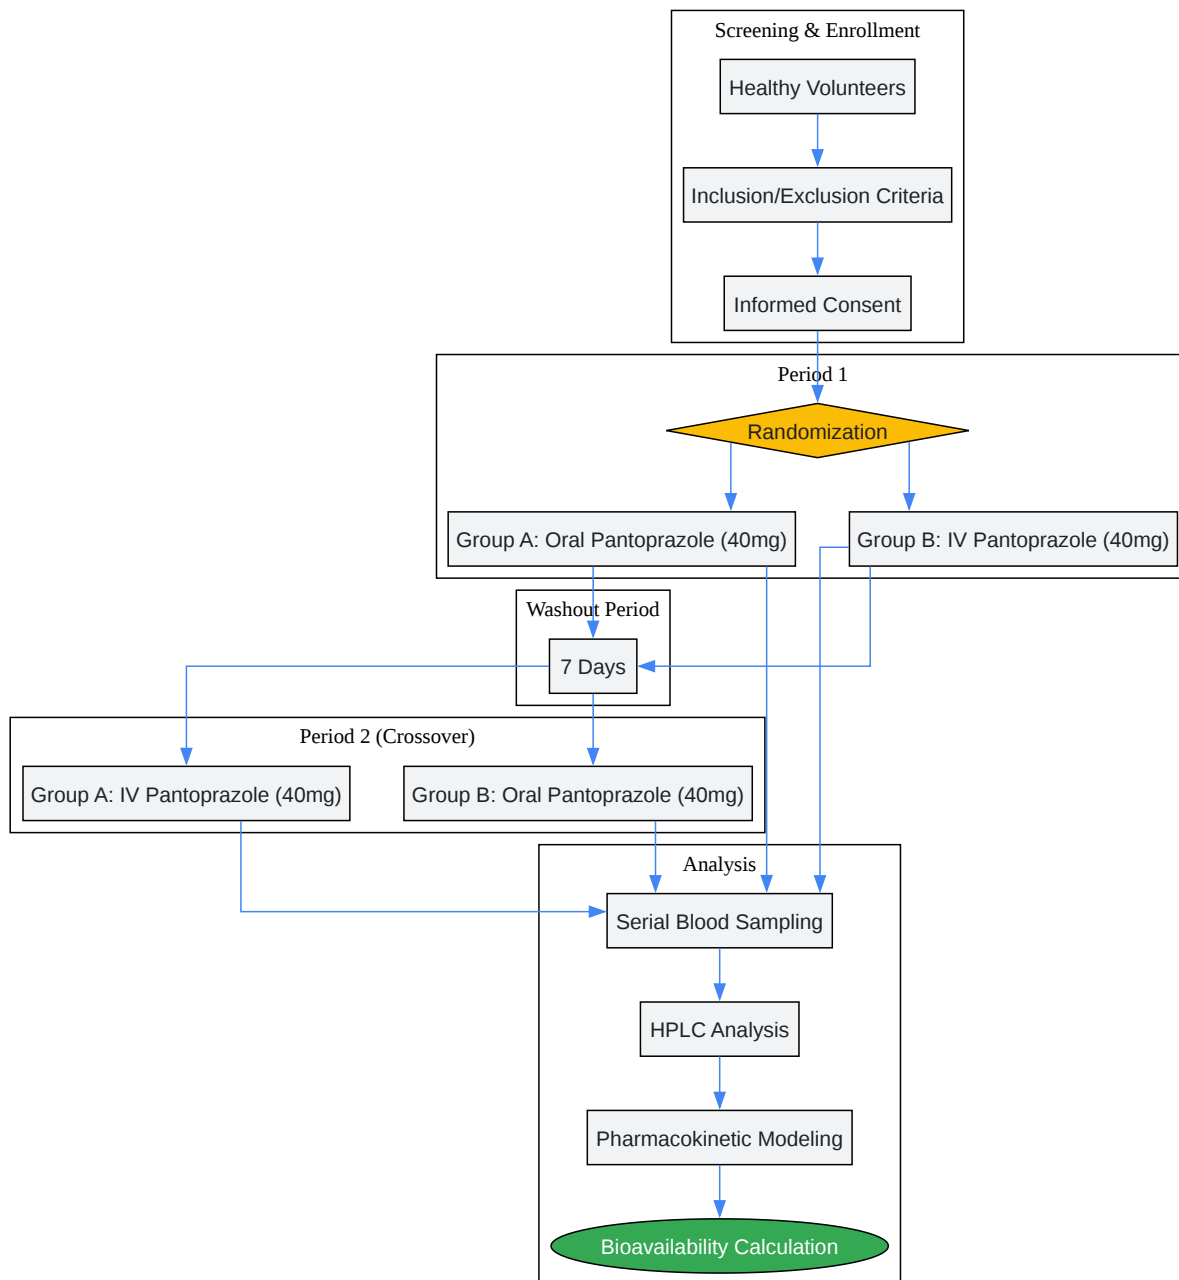 Screening & Enrollment
Healthy Volunteers
Inclusion/Exclusion Criteria
Informed Consent
Period 1
Randomization
Group A: Oral Pantoprazole (40mg)
Group B: IV Pantoprazole (40mg)
Washout Period
7 Days
Period 2 (Crossover)
Group A: IV Pantoprazole (40mg)
Group B: Oral Pantoprazole (40mg)
Analysis
Serial Blood Sampling
HPLC Analysis
Pharmacokinetic Modeling
Bioavailability Calculation